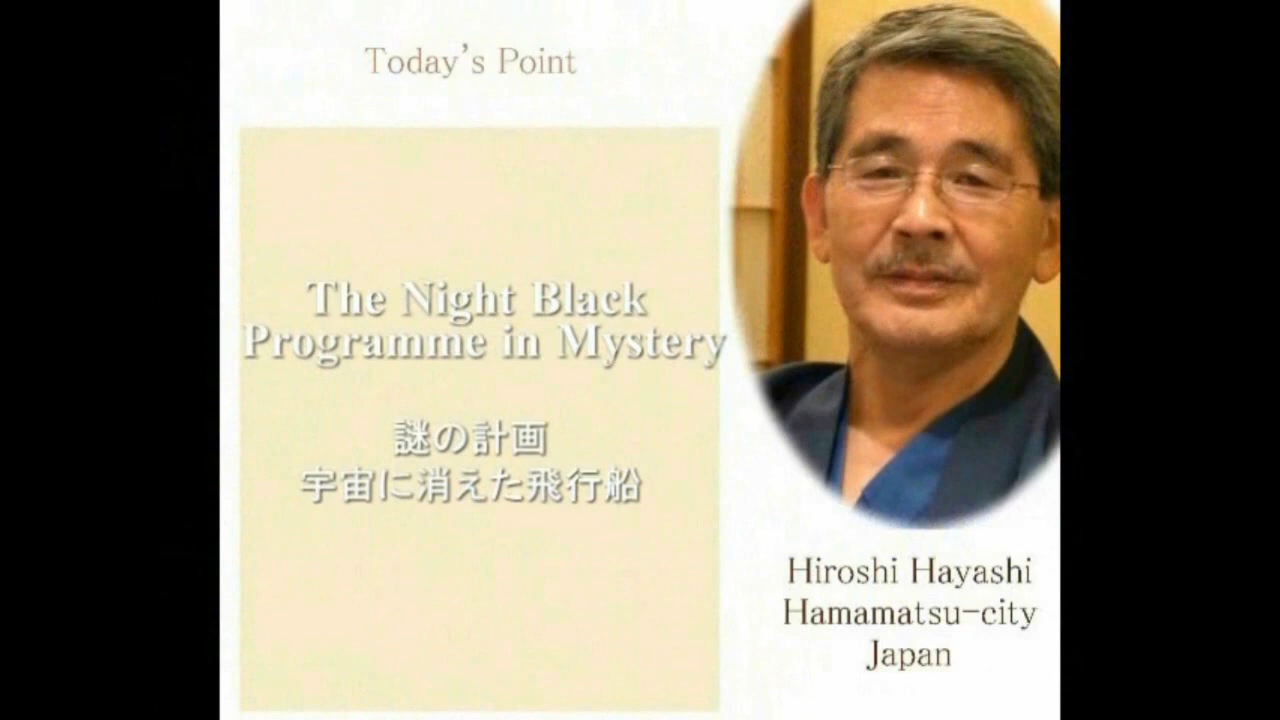 Today's Point
The Night Black
Programme in Mystery
謎の計画
宇宙に消えた飛行船
Hiroshi Hayashi
Hamamatsu-city
Japan